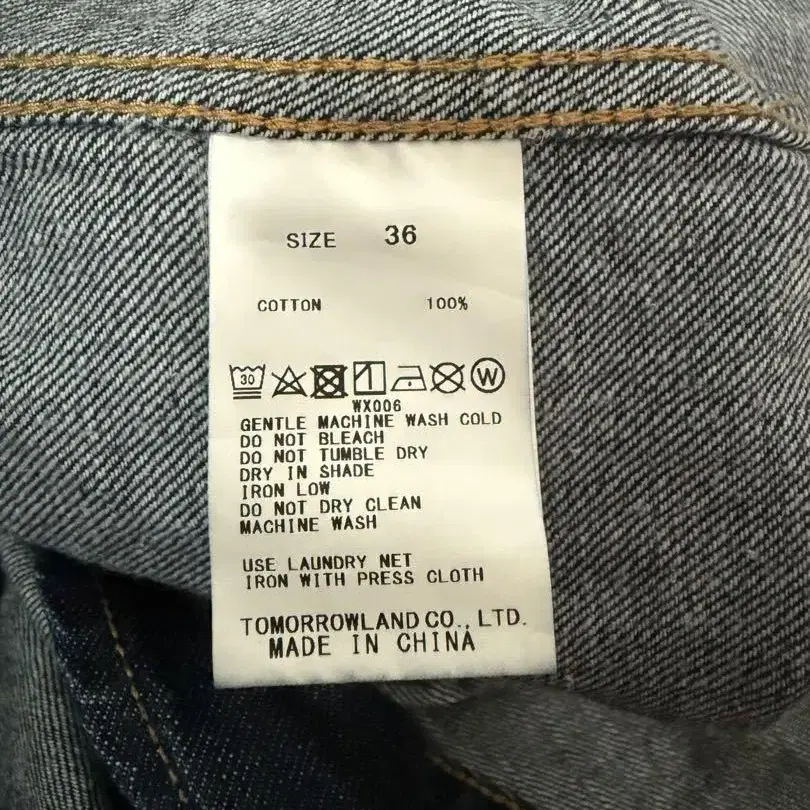 SIZE 36
COTTON 100%
30 W
WX006
GENTLE MACHINE WASH COLD
DO NOT BLEACH
DO NOT TUMBLE DRY
DRY IN SHADE
IRON LOW
DO NOT DRY CLEAN
MACHINE WASH
USE LAUNDRY NET
IRON WITH PRESS CLOTH
TOMORROWLAND CO., LTD.
MADE IN CHINA